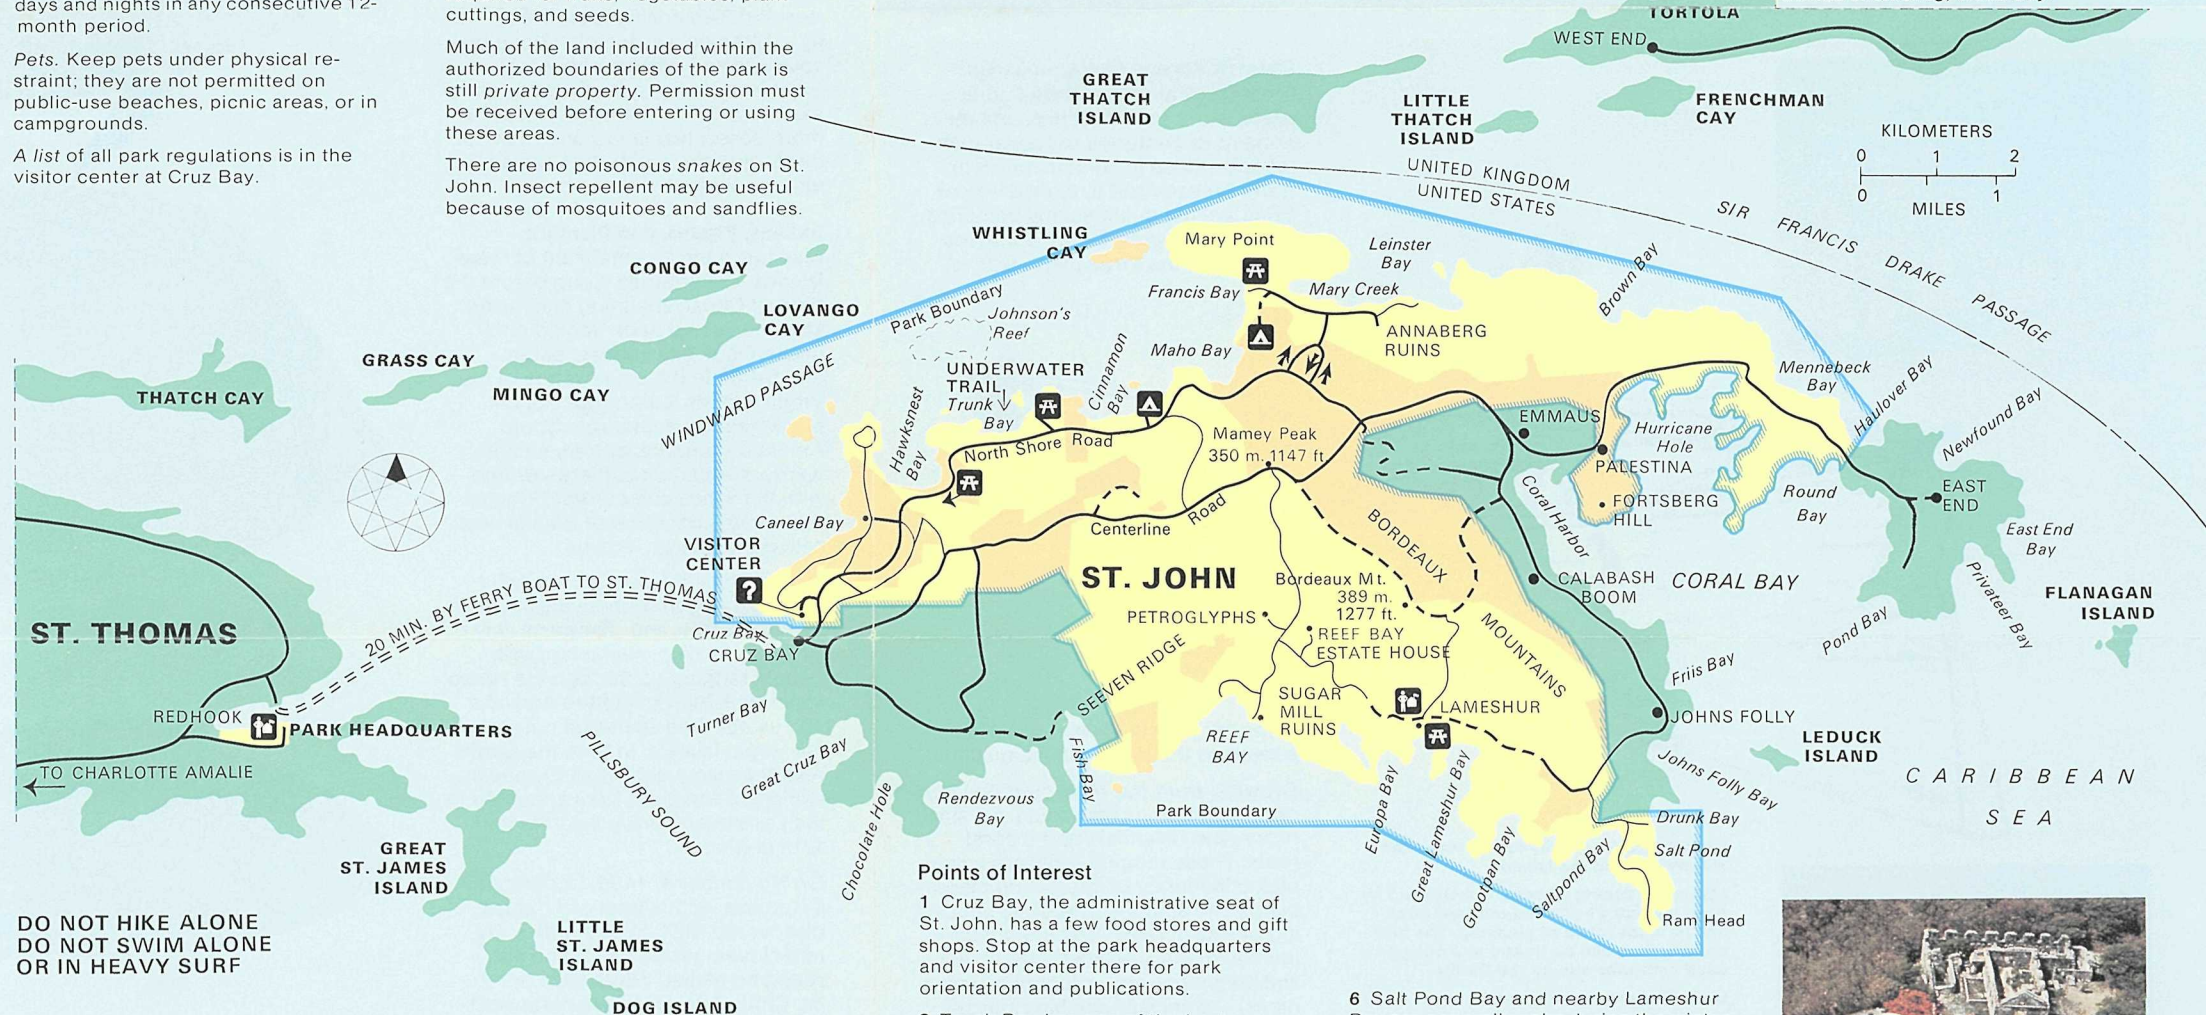 days and nights in any consecutive 12-
month period.
Pets. Keep pets under physical re-
straint; they are not permitted on
public-use beaches, picnic areas, or in
campgrounds.
A list of all park regulations is in the
visitor center at Cruz Bay.
cuttings, and seeds.
Much of the land included within the
authorized boundaries of the park is
still private property. Permission must
be received before entering or using
these areas.
There are no poisonous snakes on St.
John. Insect repellent may be useful
because of mosquitoes and sandflies.
TORTOLA
WEST END
GREAT
THATCH
ISLAND
LITTLE
THATCH
ISLAND
FRENCHMAN
CAY
KILOMETERS
0 1 2
0 1
MILES
UNITED KINGDOM
UNITED STATES
SIR FRANCIS DRAKE PASSAGE
WHISTLING
CAY
Mary Point
Leinster
Bay
Brown Bay
CONGO CAY
Francis Bay
Mary Creek
Park Boundary
LOVANGO
CAY
Johnson's
Reef
ANNABERG
RUINS
Maho Bay
GRASS CAY
MINGO CAY
THATCH CAY
WINDWARD PASSAGE
UNDERWATER
TRAIL
Trunk
Bay
Cinnamon
Bay
Hawksnest
Bay
North Shore Road
Mamey Peak
350 m. 1147 ft.
Mennebeck
Bay
Haulover Bay
Newfound Bay
EMMAUS
Hurricane
Hole
PALESTINA
FORTSBERG
HILL
Round
Bay
EAST
END
East End
Bay
Coral Harbor
Caneel Bay
Centerline Road
BORDEAUX
MOUNTAINS
VISITOR
CENTER
?
ST. JOHN
Bordeaux Mt.
389 m.
1277 ft.
CALABASH
BOOM
CORAL BAY
Privateer Bay
FLANAGAN
ISLAND
Pond Bay
20 MIN. BY FERRY BOAT TO ST. THOMAS
ST. THOMAS
Cruz Bay
CRUZ BAY
PETROGLYPHS
REEF BAY
ESTATE HOUSE
SEEVEN RIDGE
Friis Bay
REDHOOK
PARK HEADQUARTERS
Turner Bay
SUGAR
MILL
RUINS
LAMESHUR
JOHNS FOLLY
LEDUCK
ISLAND
TO CHARLOTTE AMALIE
PILLSBURY SOUND
Great Cruz Bay
Chocolate Hole
Rendezvous
Bay
Fish Bay
REEF
BAY
Park Boundary
Europa Bay
Great Lameshur Bay
Grootpan Bay
Saltpond Bay
Johns Folly Bay
Drunk Bay
Salt Pond
Ram Head
CARIBBEAN
SEA
GREAT
ST. JAMES
ISLAND
LITTLE
ST. JAMES
ISLAND
DOG ISLAND
DO NOT HIKE ALONE
DO NOT SWIM ALONE
OR IN HEAVY SURF
Points of Interest
1 Cruz Bay, the administrative seat of
St. John, has a few food stores and gift
shops. Stop at the park headquarters
and visitor center there for park
orientation and publications.
6 Salt Pond Bay and nearby Lameshur